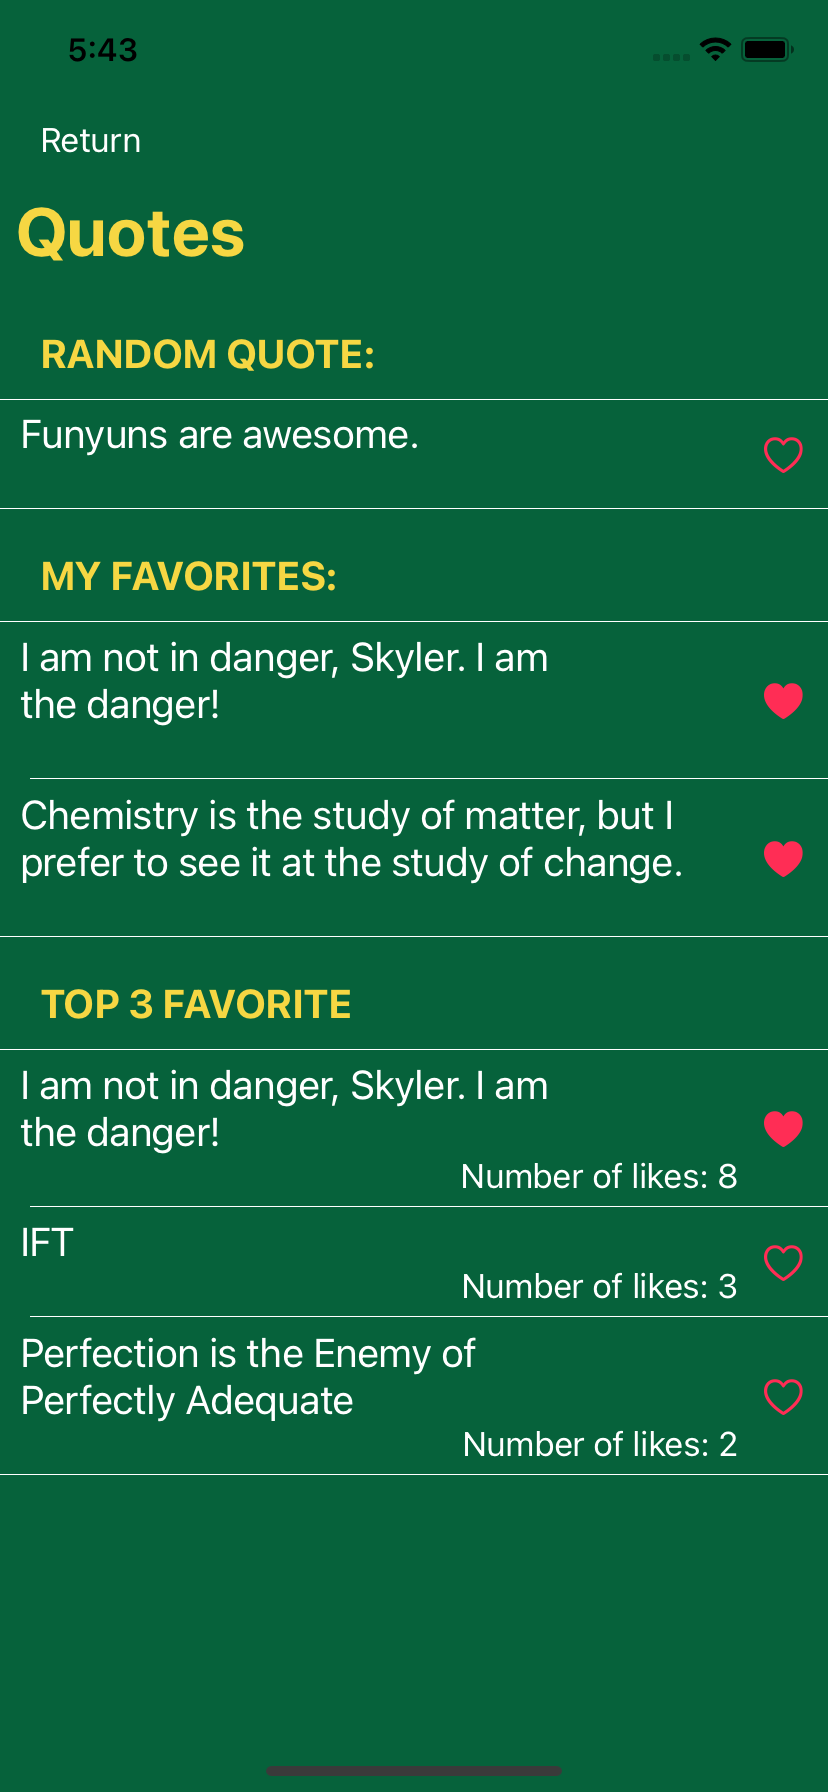 5:43
Return
Quotes
RANDOM QUOTE:
Funyuns are awesome.
MY FAVORITES:
I am not in danger, Skyler. I am
the danger!
Chemistry is the study of matter, but I
prefer to see it at the study of change.
TOP 3 FAVORITE
I am not in danger, Skyler. I am
the danger!
Number of likes: 8
IFT
Number of likes: 3
Perfection is the Enemy of
Perfectly Adequate
Number of likes: 2